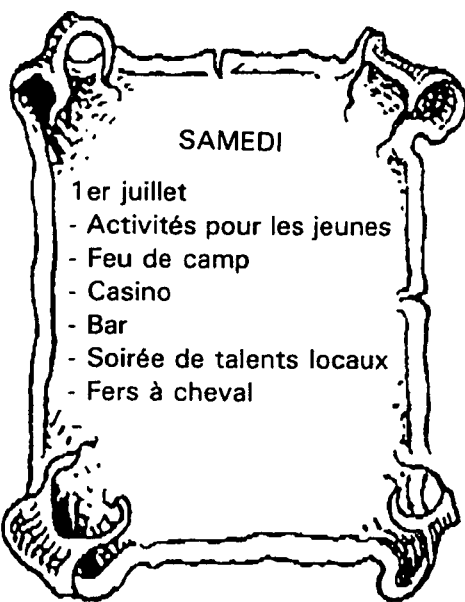 SAMEDI
1er juillet
- Activités pour les jeunes
- Feu de camp
- Casino
- Bar
- Soirée de talents locaux
- Fers à cheval